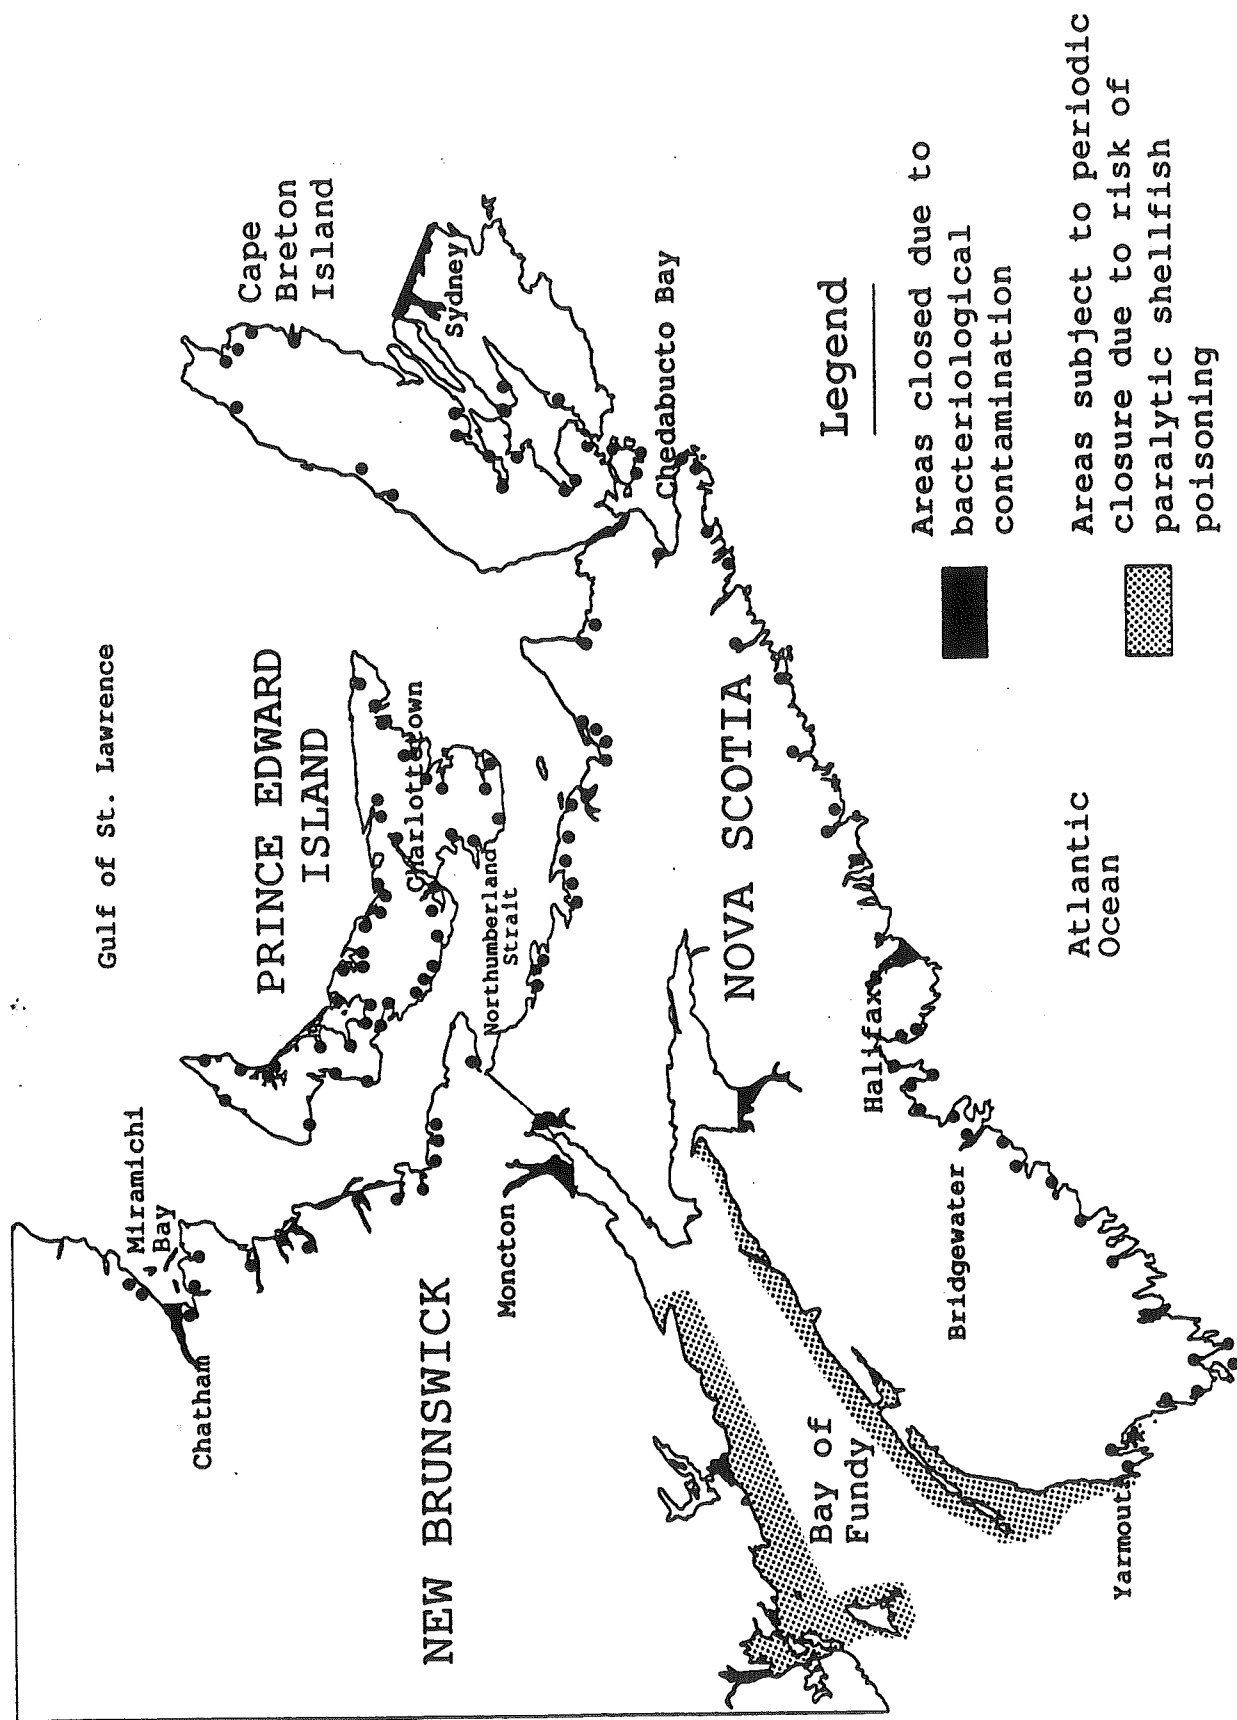 Gulf of St. Lawrence
Miramichi
Bay
Chatham
PRINCE EDWARD
ISLAND
Charlottetown
Cape
Breton
Island
Sydney
NEW BRUNSWICK
Moncton
Northumberland
Strait
Chedabucto Bay
NOVA SCOTIA
Bay of
Fundy
Halifax
Bridgewater
Yarmouth
Atlantic
Ocean
Legend
Areas closed due to
bacteriological
contamination
Areas subject to periodic
closure due to risk of
paralytic shellfish
poisoning